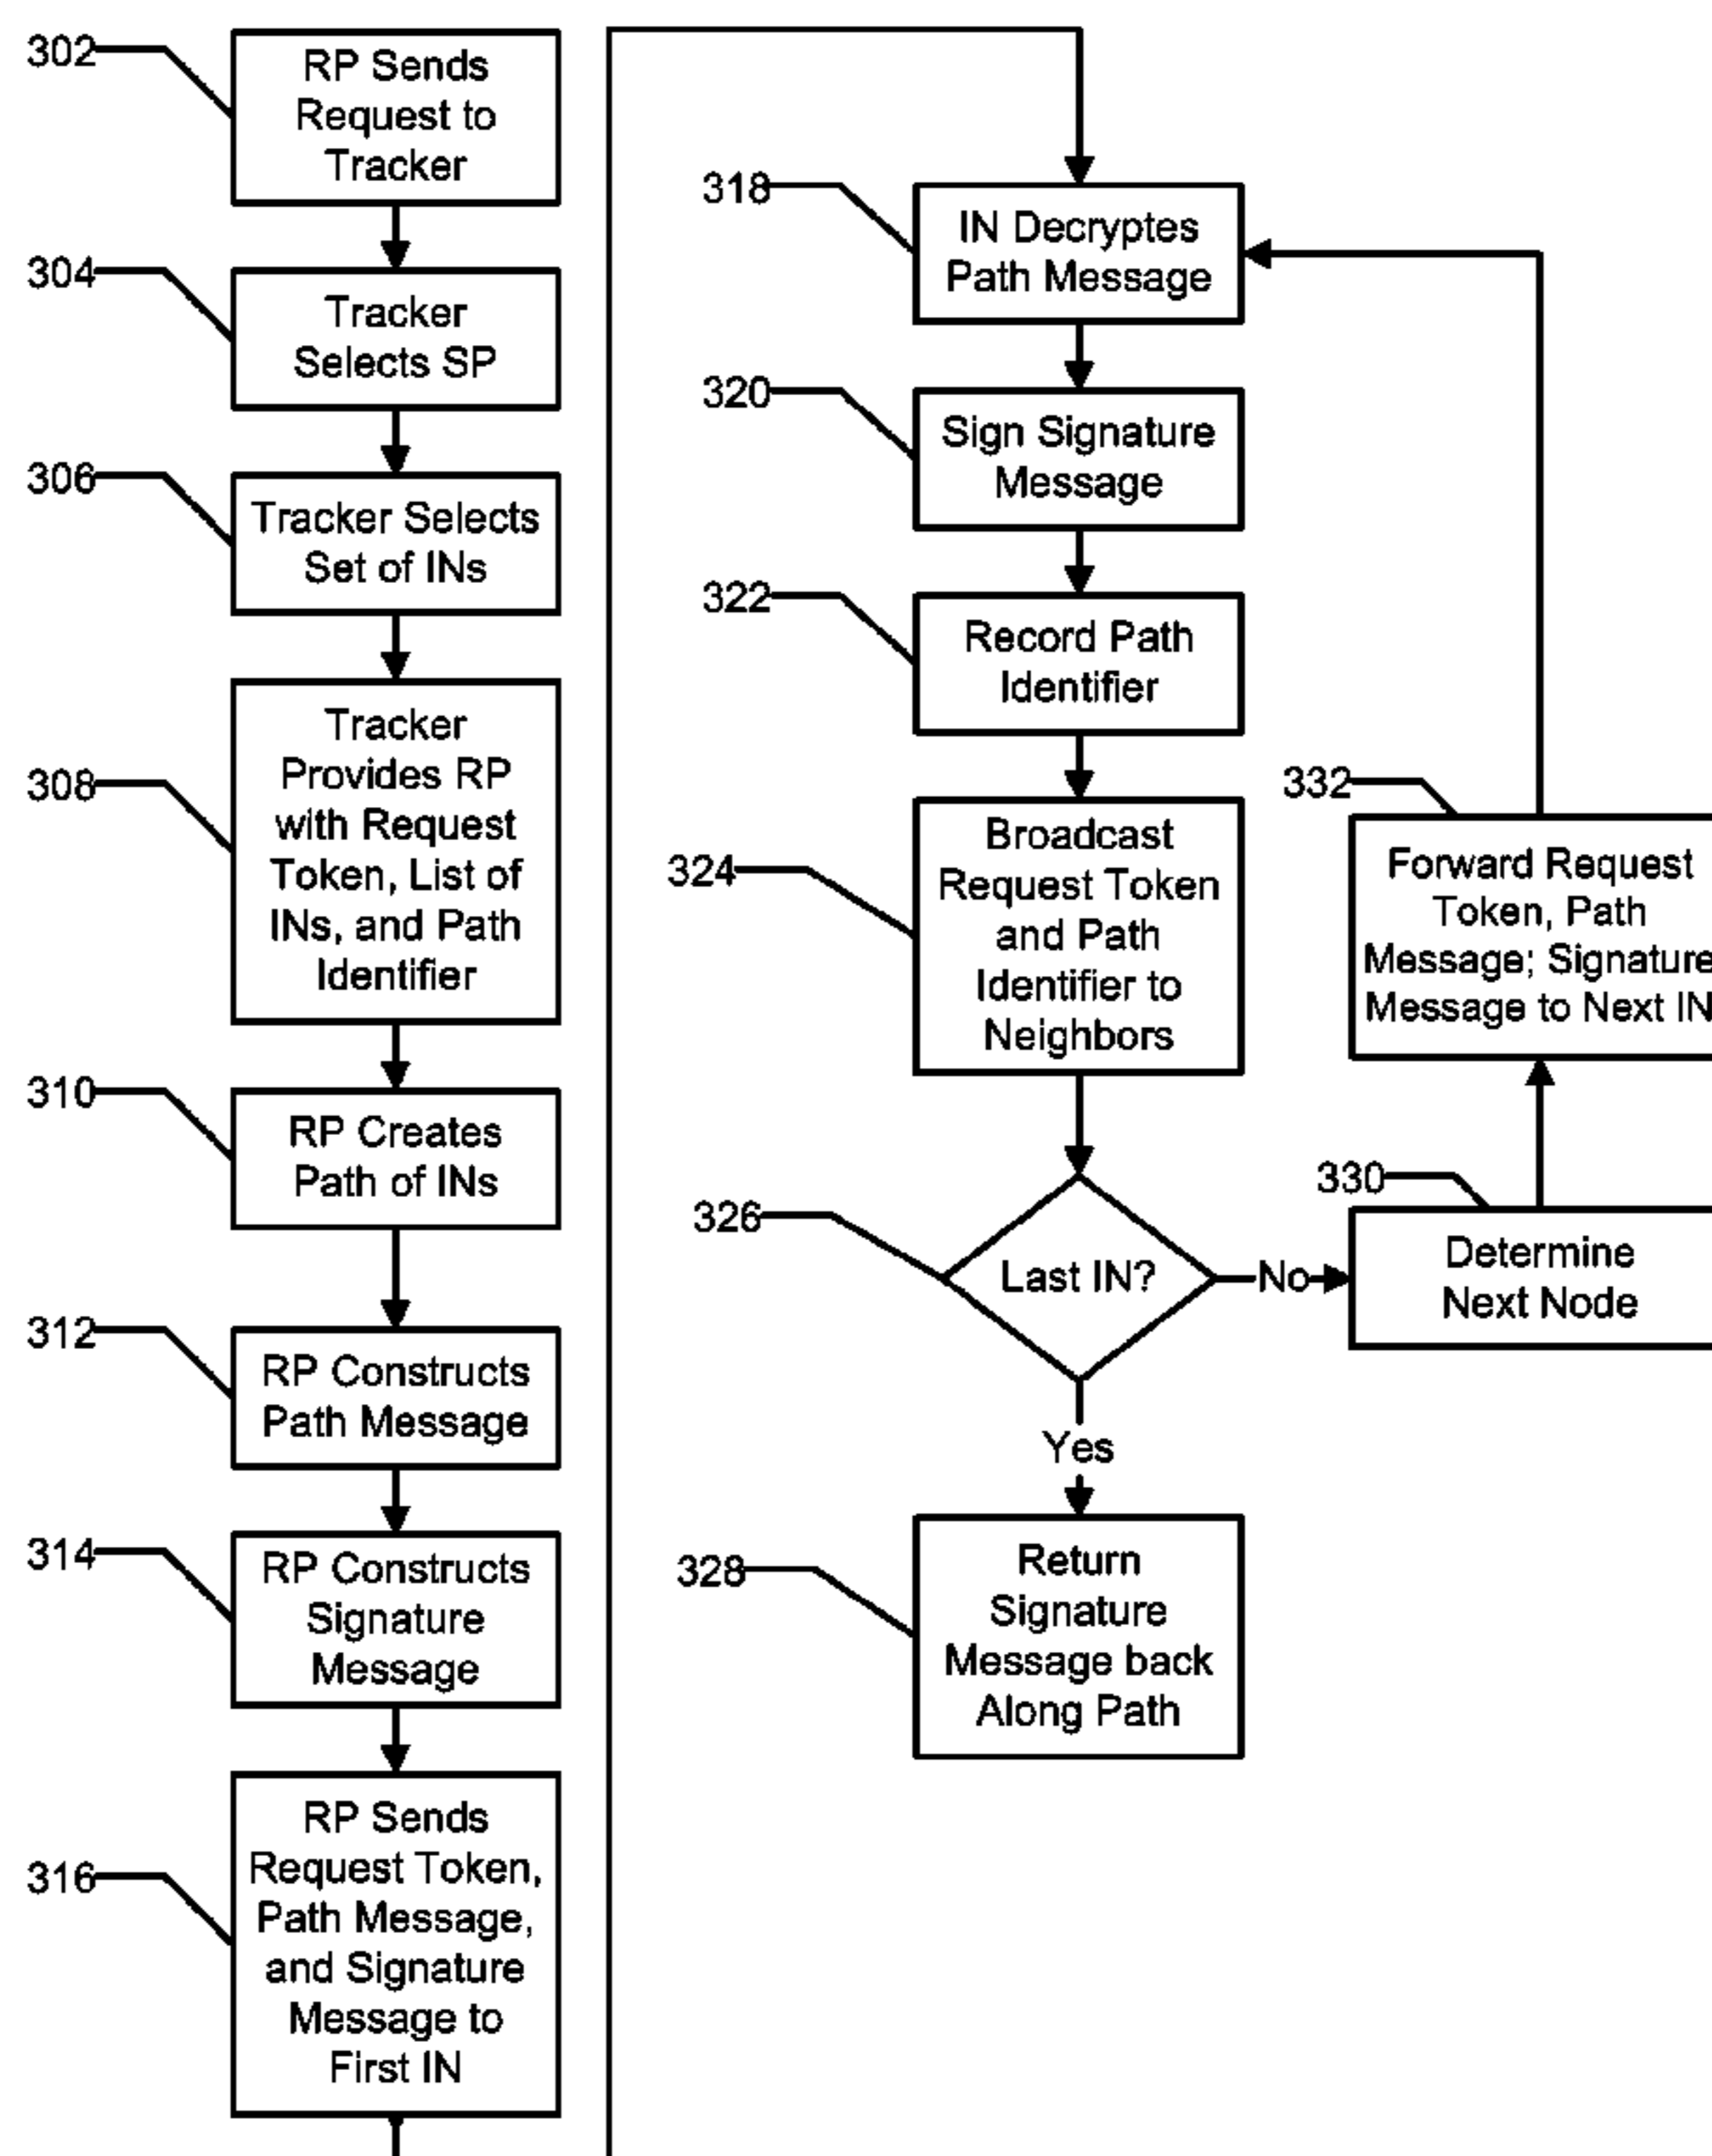 302
RP Sends
Request to
Tracker
304
Tracker
Selects SP
306
Tracker Selects
Set of INs
308
Tracker
Provides RP
with Request
Token, List of
INs, and Path
Identifier
310
RP Creates
Path of INs
312
RP Constructs
Path Message
314
RP Constructs
Signature
Message
316
RP Sends
Request Token,
Path Message,
and Signature
Message to
First IN
318
IN Decryptes
Path Message
320
Sign Signature
Message
322
Record Path
Identifier
324
Broadcast
Request Token
and Path
Identifier to
Neighbors
326
Last IN?
No
Yes
328
Return
Signature
Message back
Along Path
330
Determine
Next Node
332
Forward Request
Token, Path
Message; Signature
Message to Next IN